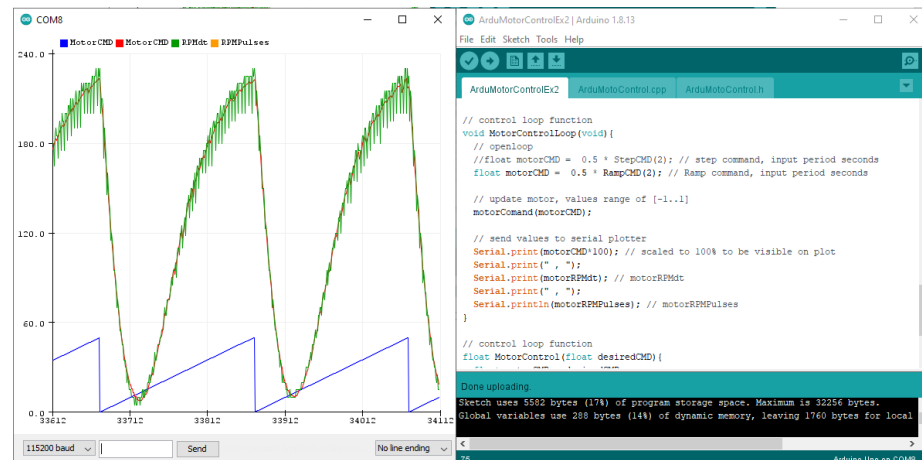 COM8
MotorCMD MotorCMD RPMdt RPMPulses
240.0
180.0
120.0
60.0
0.0
33612 33712 33812 33912 34012 34112
115200 baud Send No line ending
ArduMotorControlEx2 | Arduino 1.8.13
File Edit Sketch Tools Help
ArduMotorControlEx2 ArduMotoControl.cpp ArduMotoControl.h
// control loop function
void MotorControlLoop(void){
// openloop
//float motorCMD = 0.5 * StepCMD(2); // step command, input period seconds
float motorCMD = 0.5 * RampCMD(2); // Ramp command, input period seconds
// update motor, values range of [-1..1]
motorComand(motorCMD);
// send values to serial plotter
Serial.print(motorCMD*100); // scaled to 100% to be visible on plot
Serial.print(" , ");
Serial.print(motorRPMdt); // motorRPMdt
Serial.print(" , ");
Serial.println(motorRPMPulses); // motorRPMPulses
}
// control loop function
float MotorControl(float desiredCMD){
Done uploading.
Sketch uses 5582 bytes (17%) of program storage space. Maximum is 32256 bytes.
Global variables use 288 bytes (14%) of dynamic memory, leaving 1760 bytes for local
75 Arduino Uno on COM8